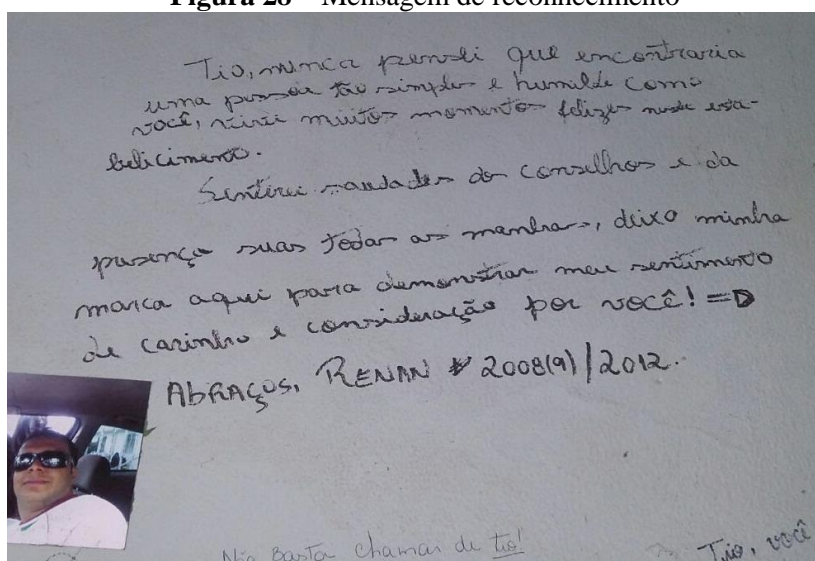 Figura 28 – Mensagem de reconhecimento
Tio, nunca pensei que encontraria
uma pessoa tão simples e humilde como
você, vivi muitos momentos felizes neste esta-
belicimento.
Sentirei saudades dos conselhos e da
presença suas todas as manhas, deixo minha
marca aqui para demonstrar meu sentimento
de carinho e consideração por você! =D
ABRAÇOS, RENAN 2008(9)/2012.
Não Basta chamar de tio!
Tio, você